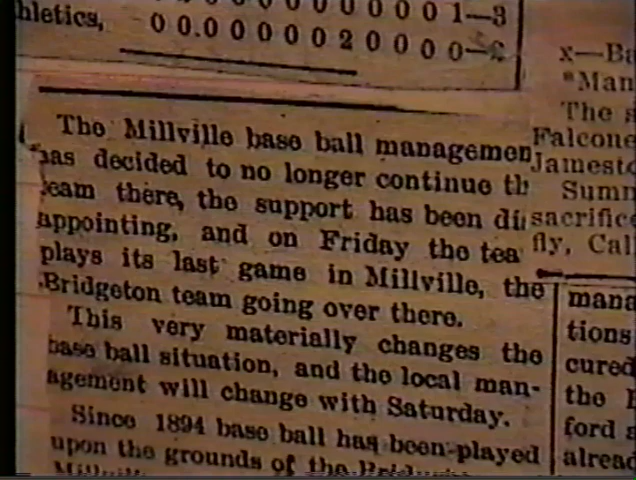 hletics, 0 0.0 0 0 0 0 2 0 0 0 0—2
The Millville base ball managemen
has decided to no longer continue th
team there, the support has been dis
appointing, and on Friday the tea
plays its last game in Millville, the
Bridgeton team going over there.
This very materially changes the
base ball situation, and the local man-
agement will change with Saturday.
Since 1894 base ball has been played
upon the grounds of the
x—Ba
*Man
The s
Falcone
Jamesto
Summ
sacrifice
fly, Cal
mana
tions
cured
the
ford a
alread